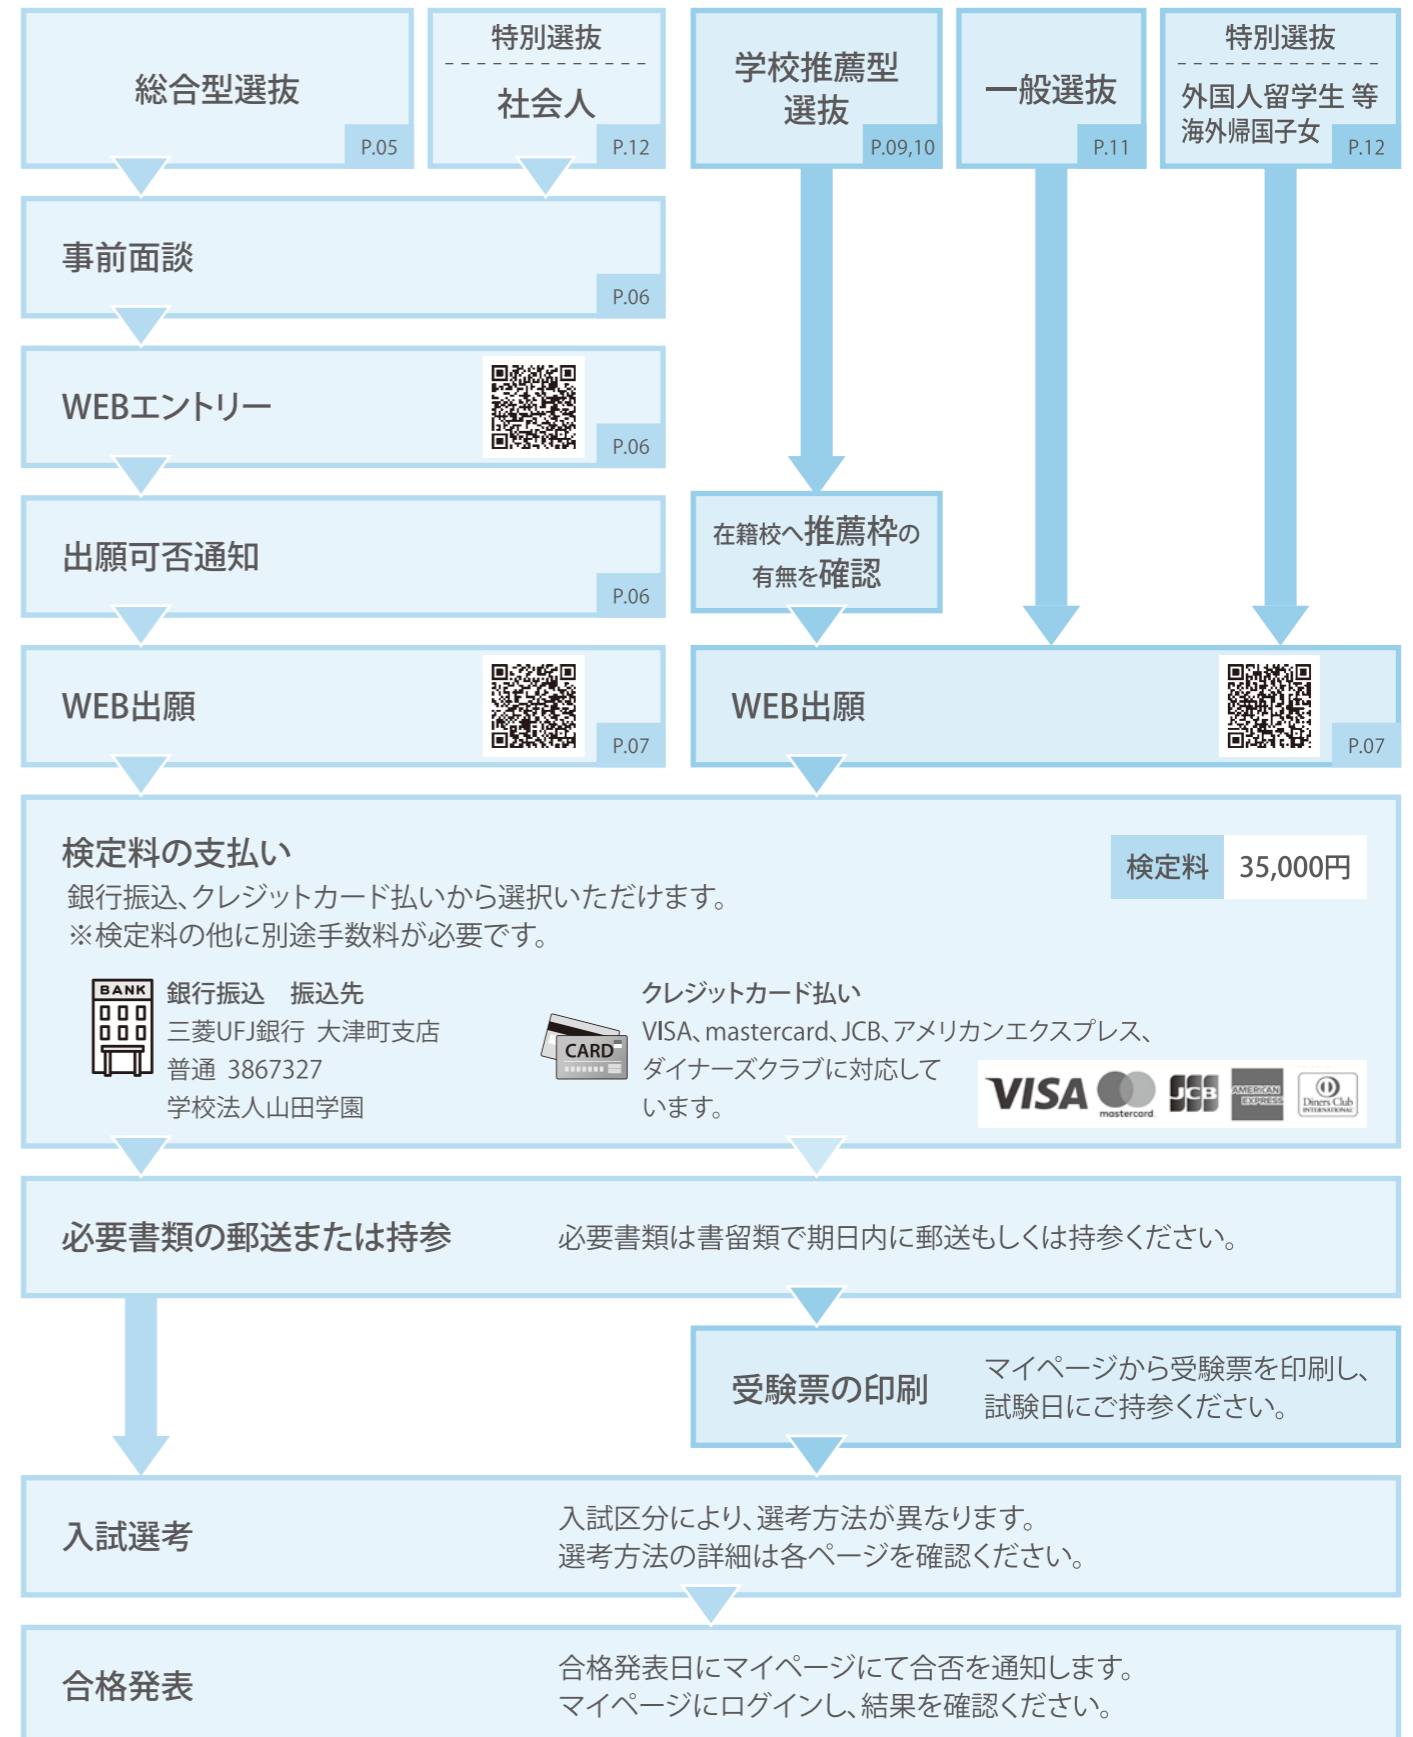 総合型選抜
P.05
特別選抜
社会人
P.12
学校推薦型
選抜
P.09,10
一般選抜
P.11
特別選抜
外国人留学生 等
海外帰国子女
P.12
事前面談
P.06
WEBエントリー
P.06
出願可否通知
P.06
在籍校へ推薦枠の
有無を確認
WEB出願
P.07
WEB出願
P.07
検定料の支払い
検定料 35,000円
銀行振込、クレジットカード払いから選択いただけます。
※検定料の他に別途手数料が必要です。
BANK
銀行振込 振込先
三菱UFJ銀行 大津町支店
普通 3867327
学校法人山田学園
CARD
クレジットカード払い
VISA、mastercard、JCB、アメリカンエクスプレス、
ダイナーズクラブに対応して
います。
VISA
mastercard
JCB
AMERICAN
EXPRESS
Diners Club
INTERNATIONAL
必要書類の郵送または持参
必要書類は書留類で期日内に郵送もしくは持参ください。
受験票の印刷
マイページから受験票を印刷し、
試験日にご持参ください。
入試選考
入試区分により、選考方法が異なります。
選考方法の詳細は各ページを確認ください。
合格発表
合格発表日にマイページにて合否を通知します。
マイページにログインし、結果を確認ください。